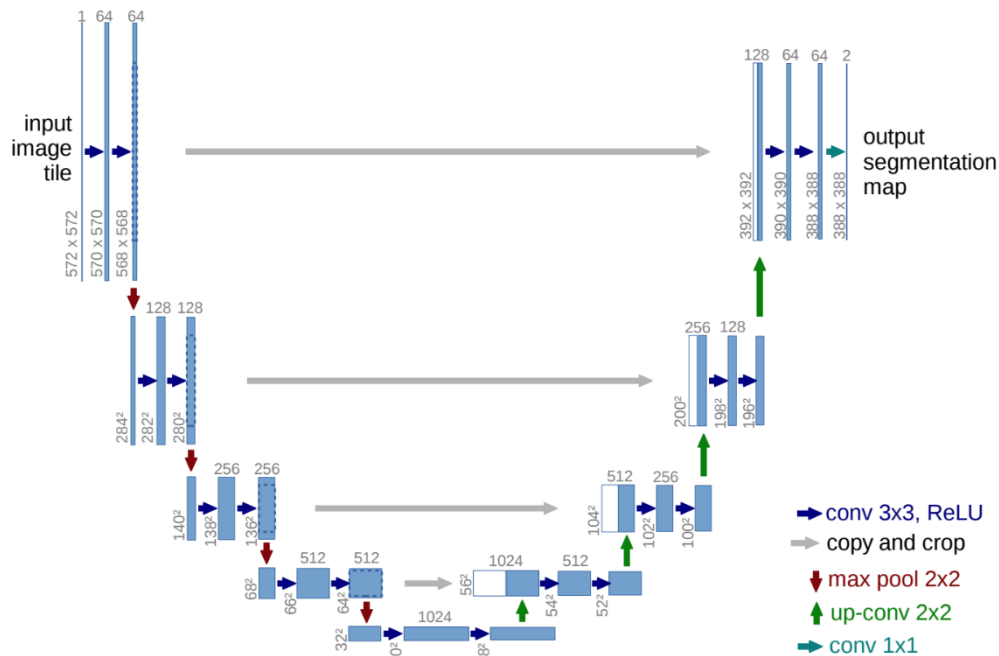 1 64 64
128 64 64 2
input
image
tile
output
segmentation
map
572 x 572
570 x 570
568 x 568
392 x 392
390 x 390
388 x 388
388 x 388
128 128
256 128
284²
282²
280²
200²
198²
196²
256 256
512 256
140²
138²
136²
104²
102²
100²
512 512
1024 512
68²
66²
64²
56²
54²
52²
1024
32²
0²
8²
conv 3x3, ReLU
copy and crop
max pool 2x2
up-conv 2x2
conv 1x1